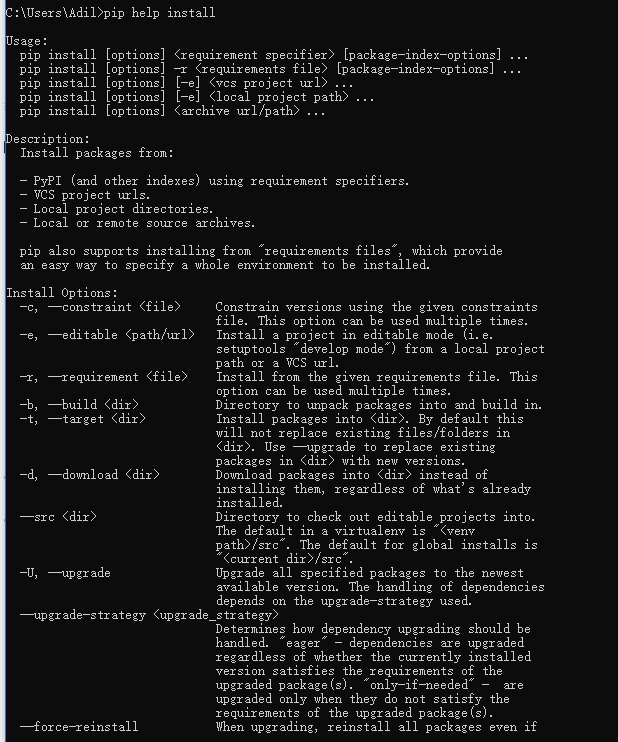 C:\Users\Adil>pip help install
Usage:
pip install [options] <requirement specifier> [package-index-options] ...
pip install [options] -r <requirements file> [package-index-options] ...
pip install [options] [-e] <vcs project url> ...
pip install [options] [-e] <local project path> ...
pip install [options] <archive url/path> ...
Description:
Install packages from:
- PyPI (and other indexes) using requirement specifiers.
- VCS project urls.
- Local project directories.
- Local or remote source archives.
pip also supports installing from "requirements files", which provide
an easy way to specify a whole environment to be installed.
Install Options:
-c, --constraint <file>     Constrain versions using the given constraints
file. This option can be used multiple times.
-e, --editable <path/url>   Install a project in editable mode (i.e.
setuptools "develop mode") from a local project
path or a VCS url.
-r, --requirement <file>    Install from the given requirements file. This
option can be used multiple times.
-b, --build <dir>           Directory to unpack packages into and build in.
-t, --target <dir>          Install packages into <dir>. By default this
will not replace existing files/folders in
<dir>. Use --upgrade to replace existing
packages in <dir> with new versions.
-d, --download <dir>        Download packages into <dir> instead of
installing them, regardless of what's already
installed.
--src <dir>                 Directory to check out editable projects into.
The default in a virtualenv is "<venv
path>/src". The default for global installs is
"<current dir>/src".
-U, --upgrade               Upgrade all specified packages to the newest
available version. The handling of dependencies
depends on the upgrade-strategy used.
--upgrade-strategy <upgrade_strategy>
Determines how dependency upgrading should be
handled. "eager" - dependencies are upgraded
regardless of whether the currently installed
version satisfies the requirements of the
upgraded package(s). "only-if-needed" -  are
upgraded only when they do not satisfy the
requirements of the upgraded package(s).
--force-reinstall           When upgrading, reinstall all packages even if